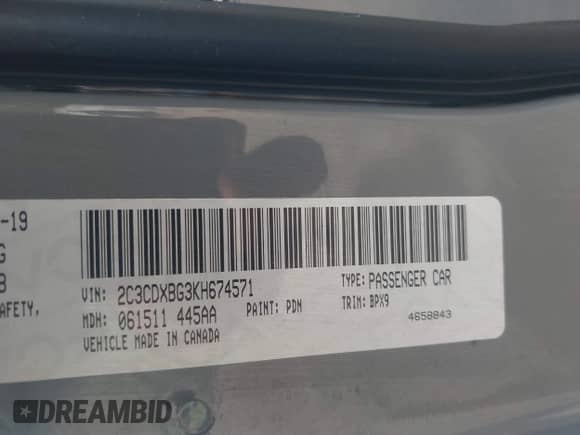 -19
G
B
AFETY,
VIN: 2C3CDXBG3KH674571
TYPE: PASSENGER CAR
MDH: 061511 445AA
PAINT: PDN
TRIM: BPX9
VEHICLE MADE IN CANADA
4658843
DREAMBID